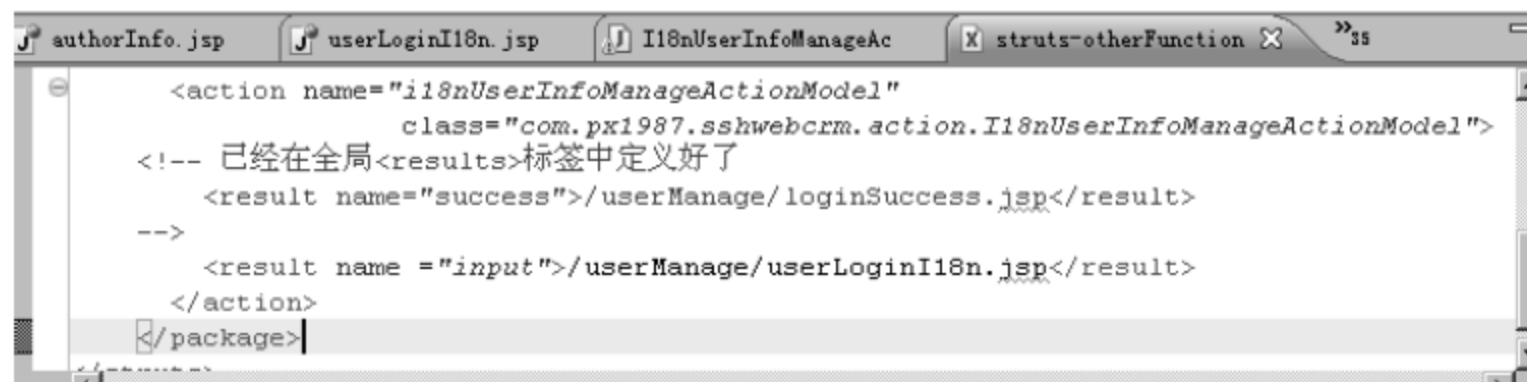 authorInfo.jsp userLoginI18n.jsp I18nUserInfoManageAc struts-otherFunction »35
<action name="i18nUserInfoManageActionModel"
class="com.px1987.sshwebcrm.action.I18nUserInfoManageActionModel">
<!-- 已经在全局<results>标签中定义好了
<result name="success">/userManage/loginSuccess.jsp</result>
-->
<result name ="input">/userManage/userLoginI18n.jsp</result>
</action>
</package>